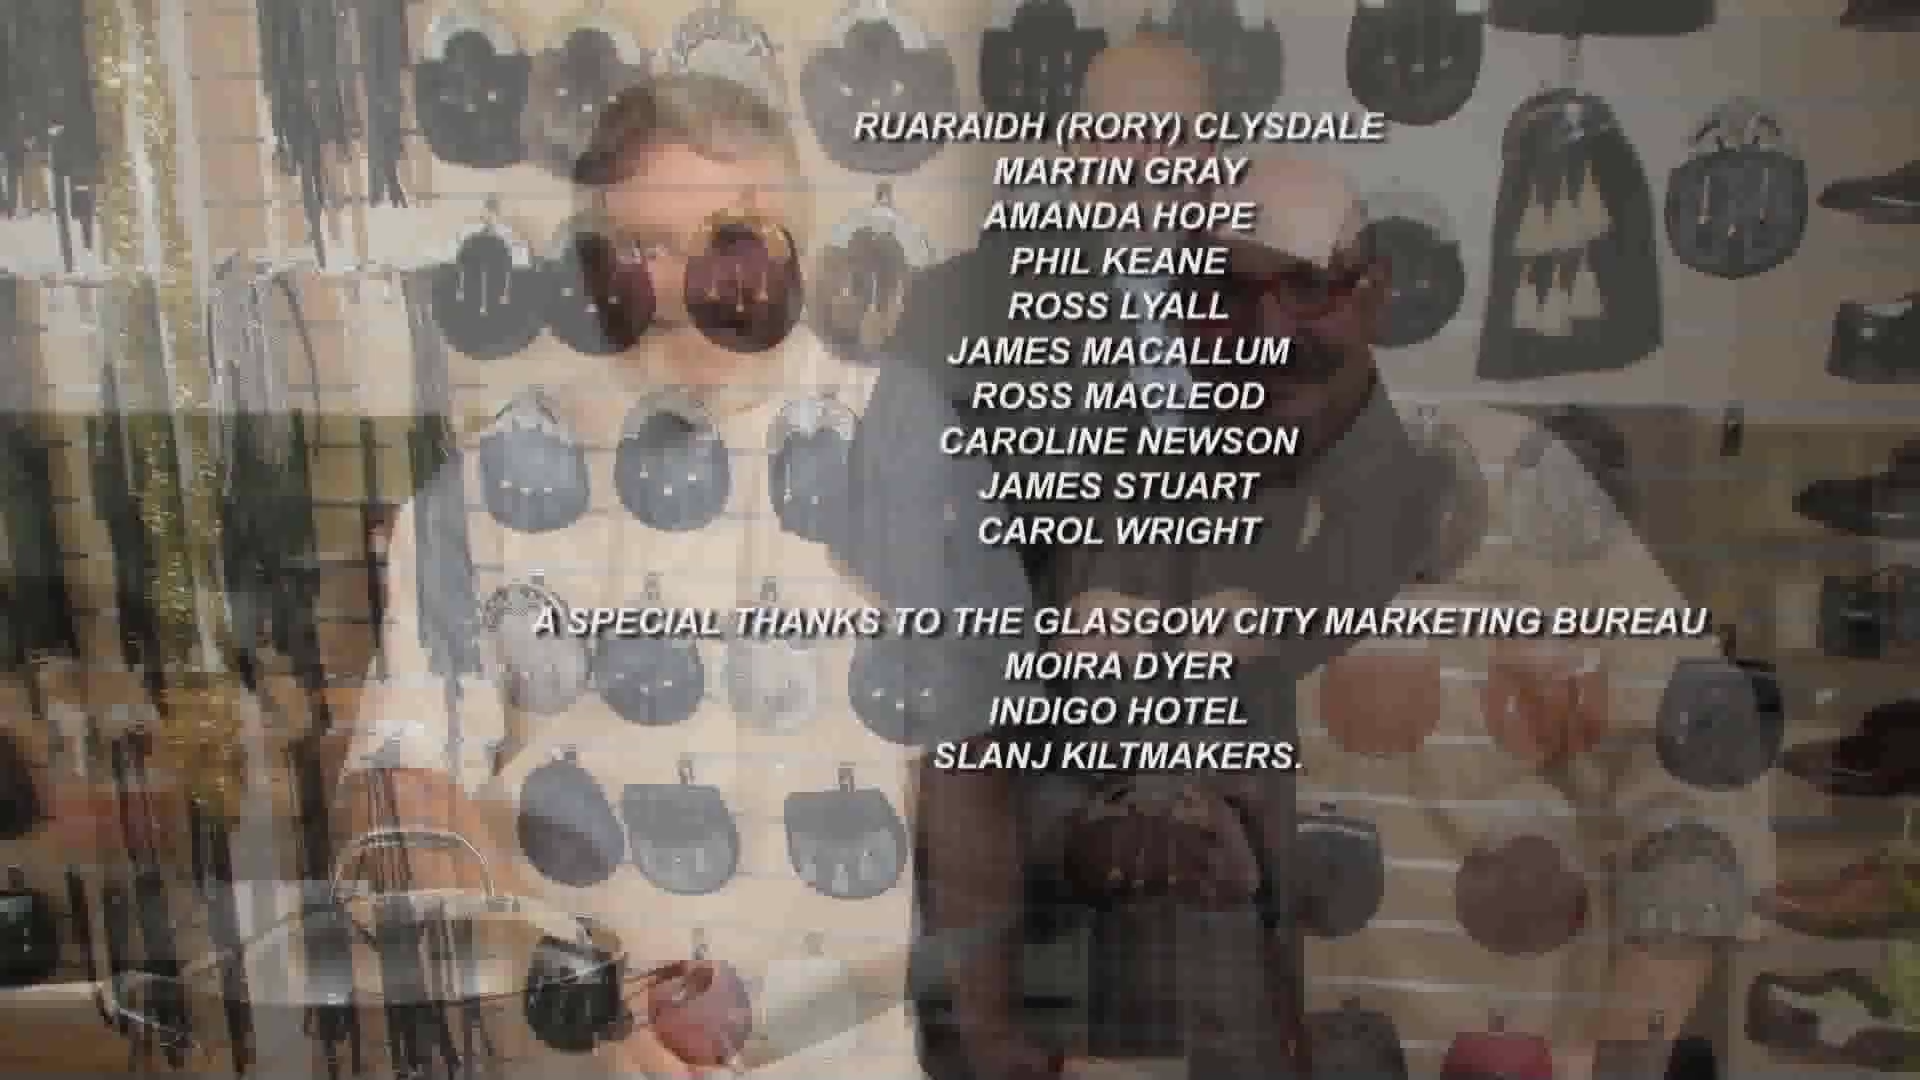 RUARAIDH (RORY) CLYSDALE
MARTIN GRAY
AMANDA HOPE
PHIL KEANE
ROSS LYALL
JAMES MACALLUM
ROSS MACLEOD
CAROLINE NEWSON
JAMES STUART
CAROL WRIGHT
A SPECIAL THANKS TO THE GLASGOW CITY MARKETING BUREAU
MOIRA DYER
INDIGO HOTEL
SLANJ KILTMAKERS.